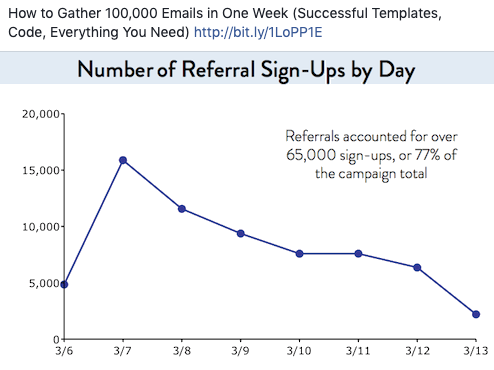 How to Gather 100,000 Emails in One Week (Successful Templates,
Code, Everything You Need) http://bit.ly/1LoPP1E
Number of Referral Sign-Ups by Day
20,000
15,000
10,000
5,000
0
Referrals accounted for over
65,000 sign-ups, or 77% of
the campaign total
3/6 3/7 3/8 3/9 3/10 3/11 3/12 3/13